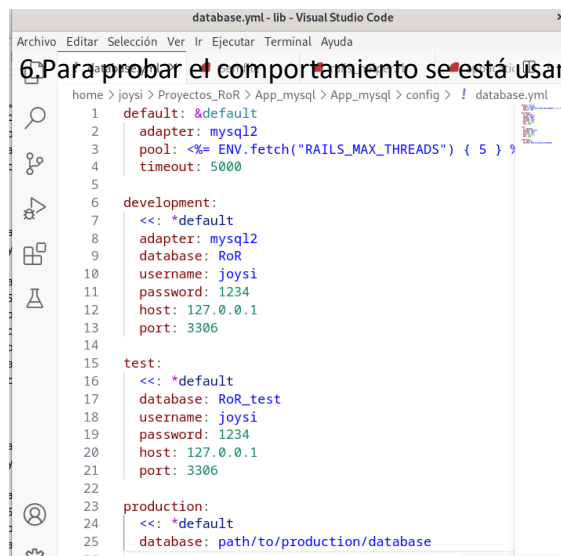 database.yml - lib - Visual Studio Code
Archivo Editar Selección Ver Ir Ejecutar Terminal Ayuda
6.Para probar el comportamiento se está usan
home > joysi > Proyectos_RoR > App_mysql > App_mysql > config > ! database.yml
1 default: &default
2 adapter: mysql2
3 pool: <%= ENV.fetch("RAILS_MAX_THREADS") { 5 } %
4 timeout: 5000
5
6 development:
7 <<: *default
8 adapter: mysql2
9 database: RoR
10 username: joysi
11 password: 1234
12 host: 127.0.0.1
13 port: 3306
14
15 test:
16 <<: *default
17 database: RoR_test
18 username: joysi
19 password: 1234
20 host: 127.0.0.1
21 port: 3306
22
23 production:
24 <<: *default
25 database: path/to/production/database